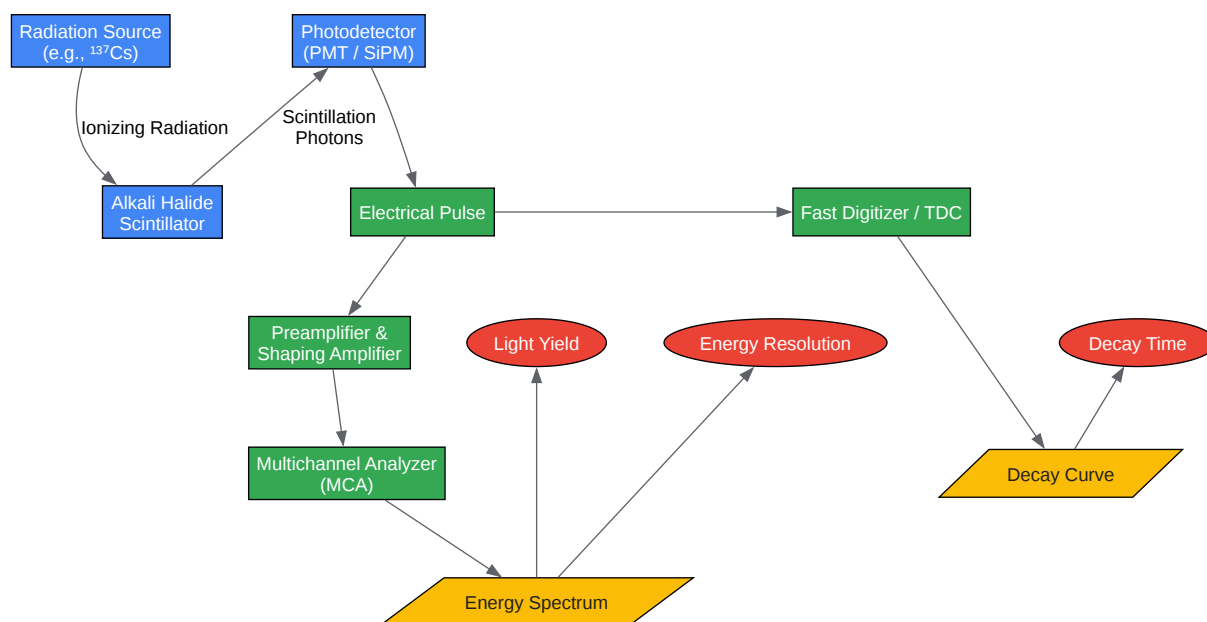 Radiation Source
(e.g., ¹³⁷Cs)
Photodetector
(PMT / SiPM)
Ionizing Radiation
Scintillation
Photons
Alkali Halide
Scintillator
Electrical Pulse
Fast Digitizer / TDC
Preamplifier &
Shaping Amplifier
Light Yield
Energy Resolution
Decay Time
Multichannel Analyzer
(MCA)
Decay Curve
Energy Spectrum